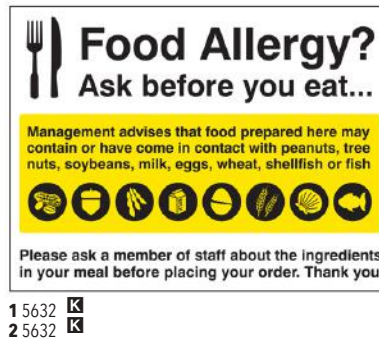 Food Allergy?
Ask before you eat...
Management advises that food prepared here may
contain or have come in contact with peanuts, tree
nuts, soybeans, milk, eggs, wheat, shellfish or fish
Please ask a member of staff about the ingredients
in your meal before placing your order. Thank you
1 5632 K
2 5632 K